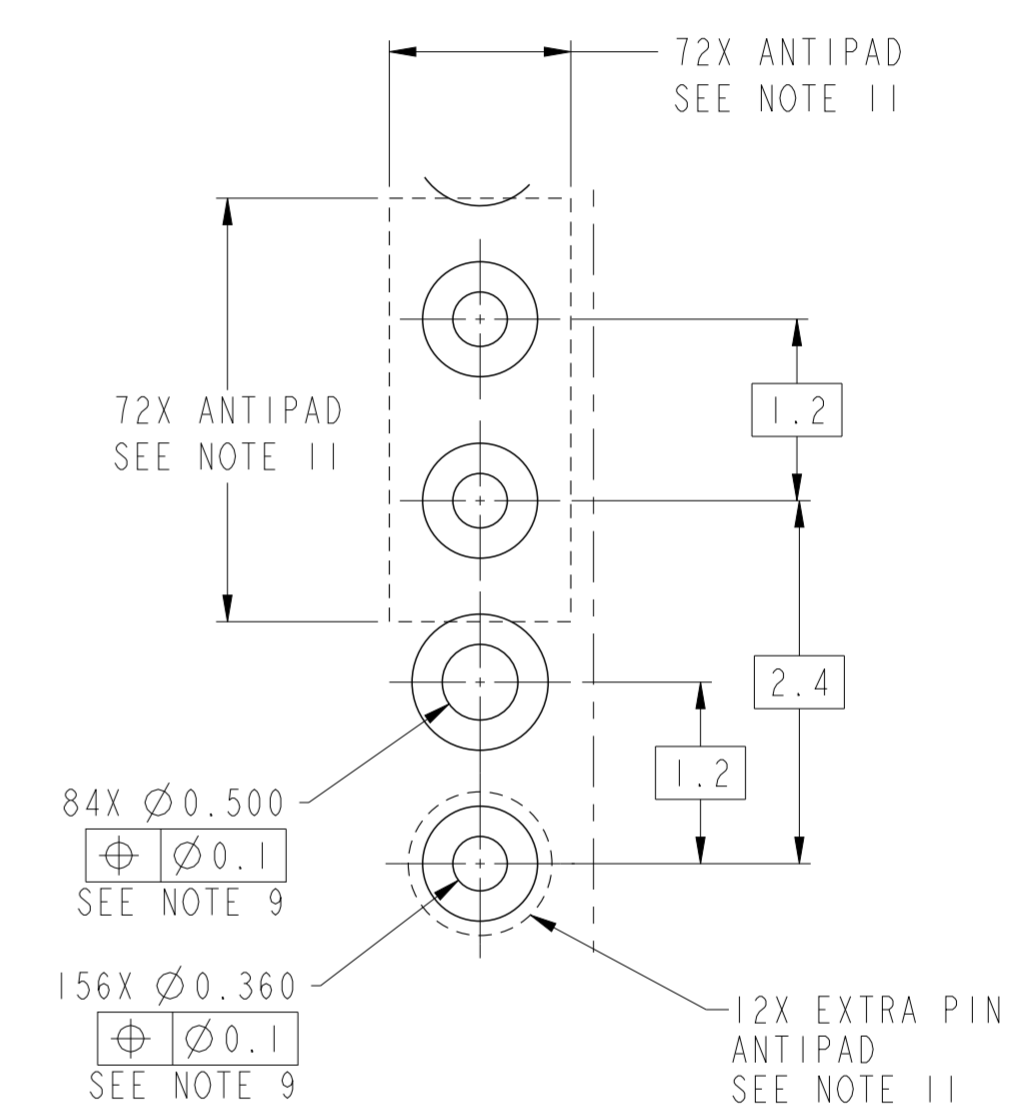 72X ANTIPAD
SEE NOTE 11
72X ANTIPAD
SEE NOTE 11
1.2
2.4
1.2
84X Ø0.500
⌖ Ø0.1
SEE NOTE 9
156X Ø0.360
⌖ Ø0.1
SEE NOTE 9
12X EXTRA PIN
ANTIPAD
SEE NOTE 11